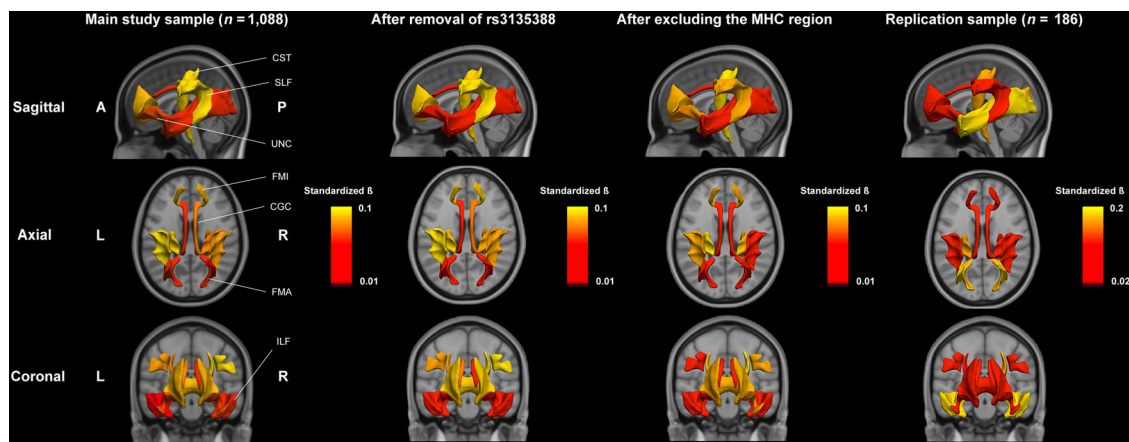 Main study sample (n = 1,088)
After removal of rs3135388
After excluding the MHC region
Replication sample (n = 186)
CST
SLF
Sagittal
A
P
UNC
FMI
Standardized ß
Standardized ß
Standardized ß
Standardized ß
0.1
0.1
0.1
0.2
CGC
Axial
L
R
0.01
0.01
0.01
0.02
FMA
ILF
Coronal
L
R